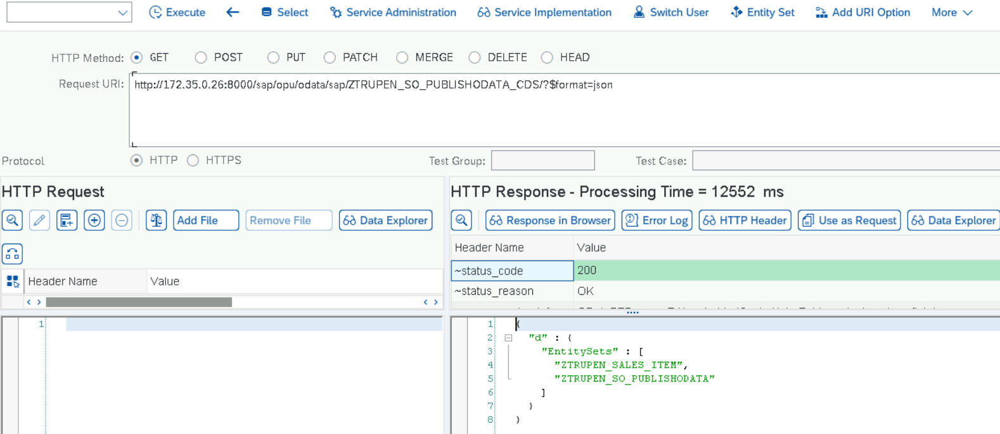 Execute Select Service Administration Service Implementation Switch User Entity Set Add URI Option More
HTTP Method: GET POST PUT PATCH MERGE DELETE HEAD
Request URI: http://172.35.0.26:8000/sap/opu/odata/sap/ZTRUPEN_SO_PUBLISHODATA_CDS/?$format=json
Protocol HTTP HTTPS Test Group: Test Case:
HTTP Request
Add File Remove File Data Explorer
Header Name Value
1
HTTP Response - Processing Time = 12552 ms
Response in Browser Error Log HTTP Header Use as Request Data Explorer
Header Name Value
~status_code 200
~status_reason OK
1 {
2 "d" : {
3 "EntitySets" : [
4 "ZTRUPEN_SALES_ITEM",
5 "ZTRUPEN_SO_PUBLISHODATA"
6 ]
7 }
8 }